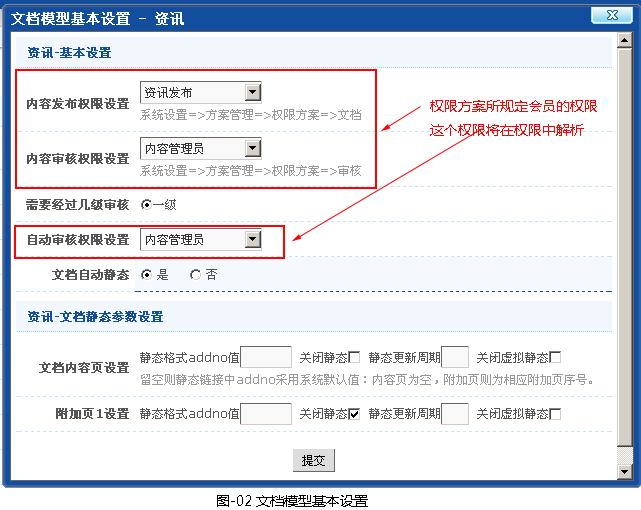 文档模型基本设置 - 资讯
资讯-基本设置
内容发布权限设置 资讯发布
系统设置=>方案管理=>权限方案=>文档
权限方案所规定会员的权限
这个权限将在权限中解析
内容审核权限设置 内容管理员
系统设置=>方案管理=>权限方案=>审核
需要经过几级审核 一级
自动审核权限设置 内容管理员
文档自动静态 是 否
资讯-文档静态参数设置
文档内容页设置 静态格式addno值 关闭静态 静态更新周期 关闭虚拟静态
留空则静态链接中addno采用系统默认值：内容页为空，附加页则为相应附加页序号。
附加页1设置 静态格式addno值 关闭静态 静态更新周期 关闭虚拟静态
提交
图-02 文档模型基本设置